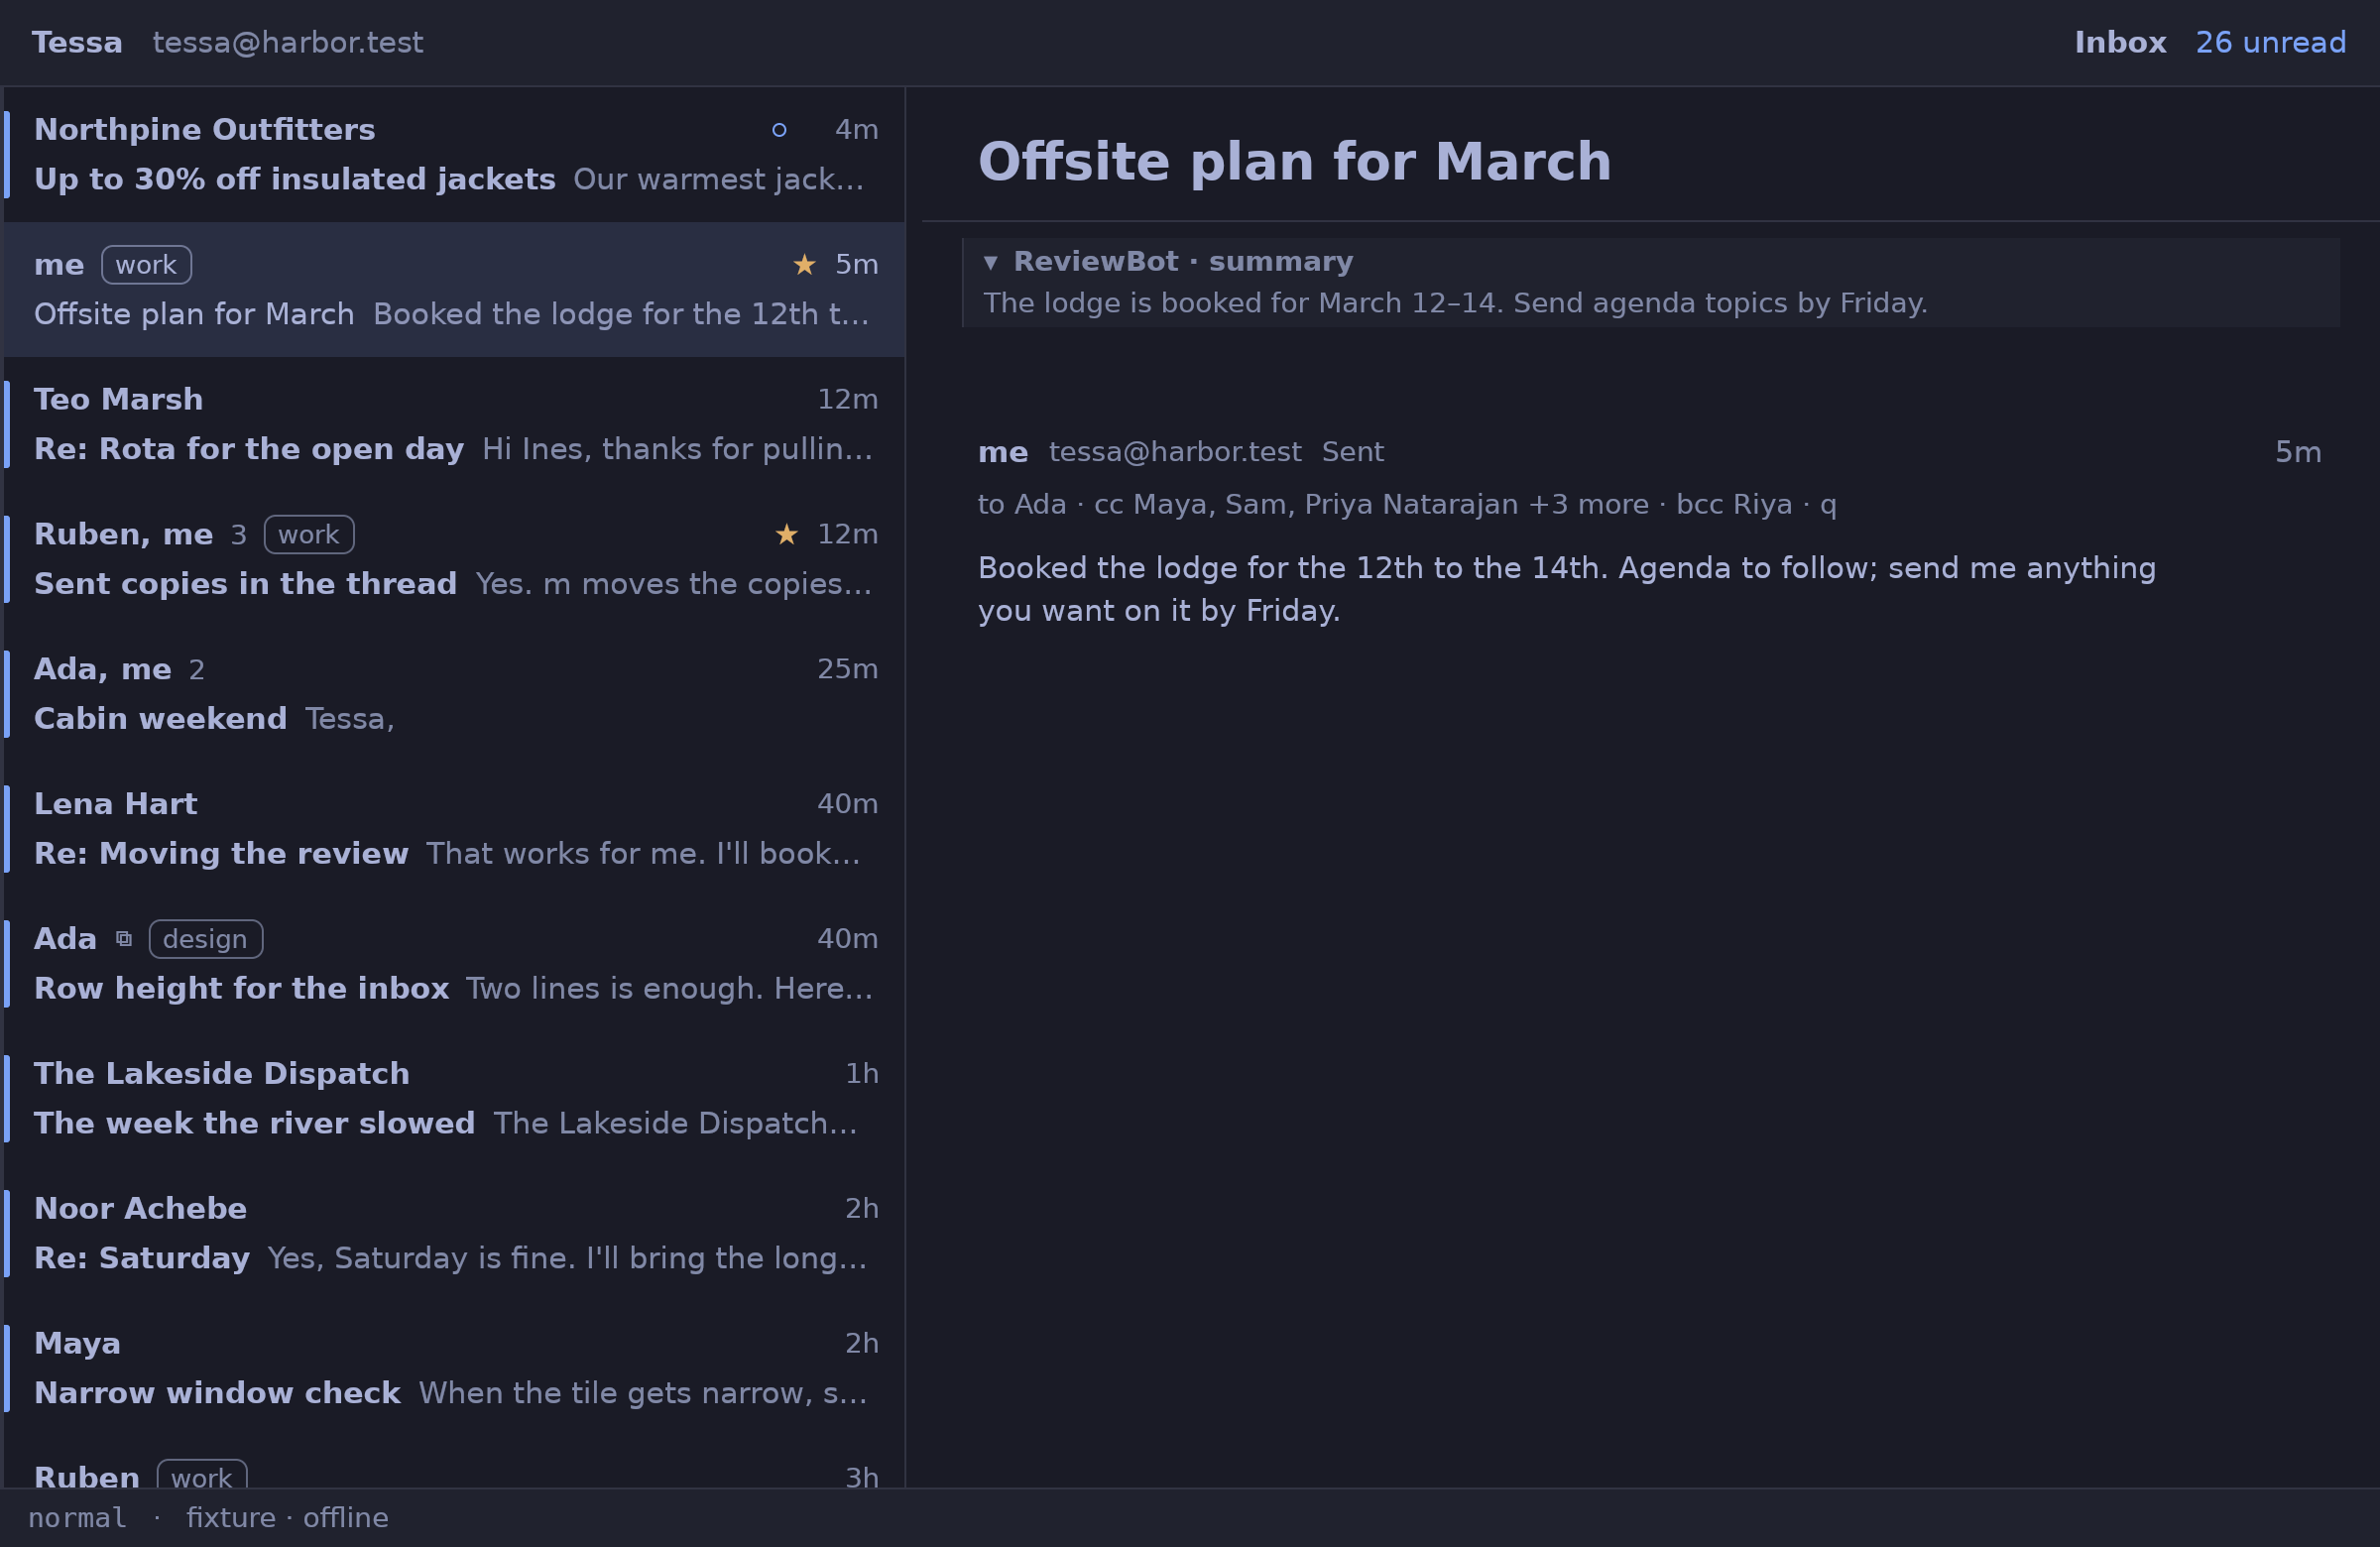 Tessa tessa@harbor.test
Inbox 26 unread
Northpine Outfitters 4m
Up to 30% off insulated jackets Our warmest jack…
me work ★ 5m
Offsite plan for March Booked the lodge for the 12th t…
Teo Marsh 12m
Re: Rota for the open day Hi Ines, thanks for pullin…
Ruben, me 3 work ★ 12m
Sent copies in the thread Yes. m moves the copies…
Ada, me 2 25m
Cabin weekend Tessa,
Lena Hart 40m
Re: Moving the review That works for me. I'll book…
Ada design 40m
Row height for the inbox Two lines is enough. Here…
The Lakeside Dispatch 1h
The week the river slowed The Lakeside Dispatch…
Noor Achebe 2h
Re: Saturday Yes, Saturday is fine. I'll bring the long…
Maya 2h
Narrow window check When the tile gets narrow, s…
Ruben work 3h
Offsite plan for March
▾ ReviewBot · summary
The lodge is booked for March 12–14. Send agenda topics by Friday.
me tessa@harbor.test Sent 5m
to Ada · cc Maya, Sam, Priya Natarajan +3 more · bcc Riya · q
Booked the lodge for the 12th to the 14th. Agenda to follow; send me anything
you want on it by Friday.
normal · fixture · offline